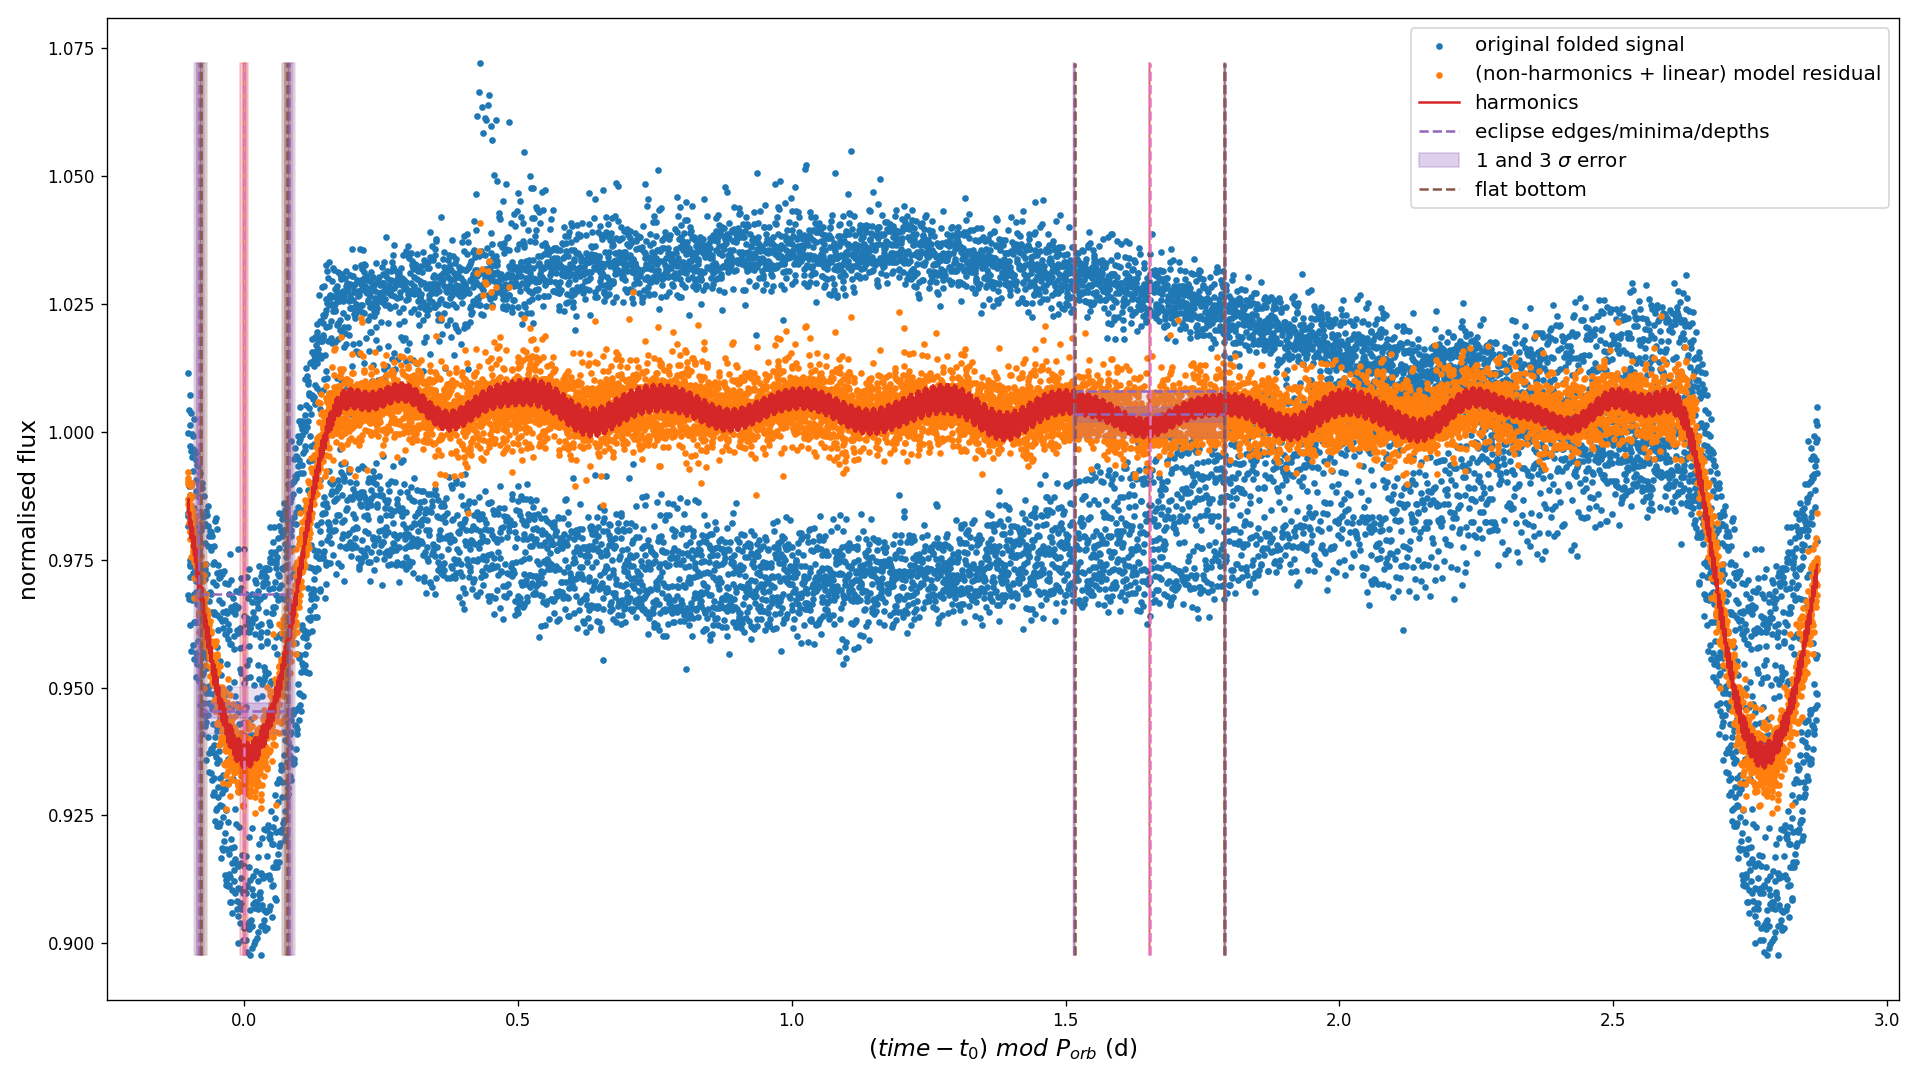 original folded signal
(non-harmonics + linear) model residual
harmonics
eclipse edges/minima/depths
1 and 3 σ error
flat bottom
normalised flux
1.075
1.050
1.025
1.000
0.975
0.950
0.925
0.900
0.0 0.5 1.0 1.5 2.0 2.5 3.0
(time − t₀) mod P_orb (d)